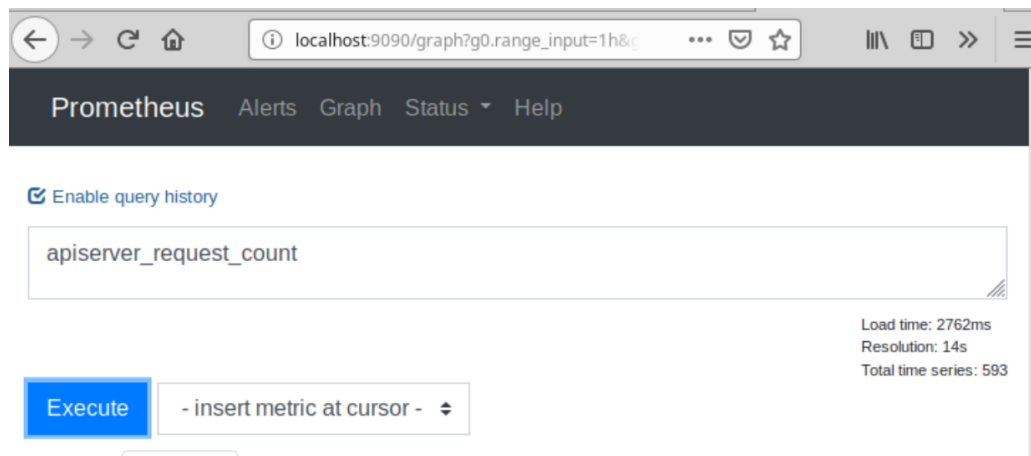 localhost:9090/graph?g0.range_input=1h&
Prometheus Alerts Graph Status Help
Enable query history
apiserver_request_count
Load time: 2762ms
Resolution: 14s
Total time series: 593
Execute - insert metric at cursor -